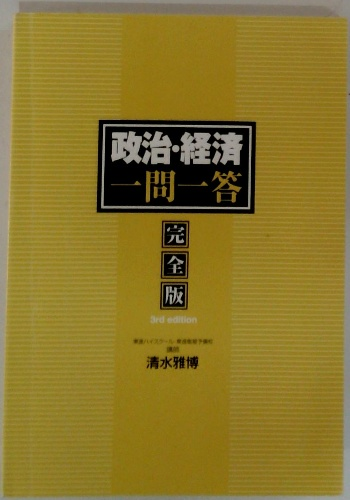 政治・経済
一問一答
完
全
版
3rd edition
東進ハイスクール・東進衛星予備校
講師
清水雅博